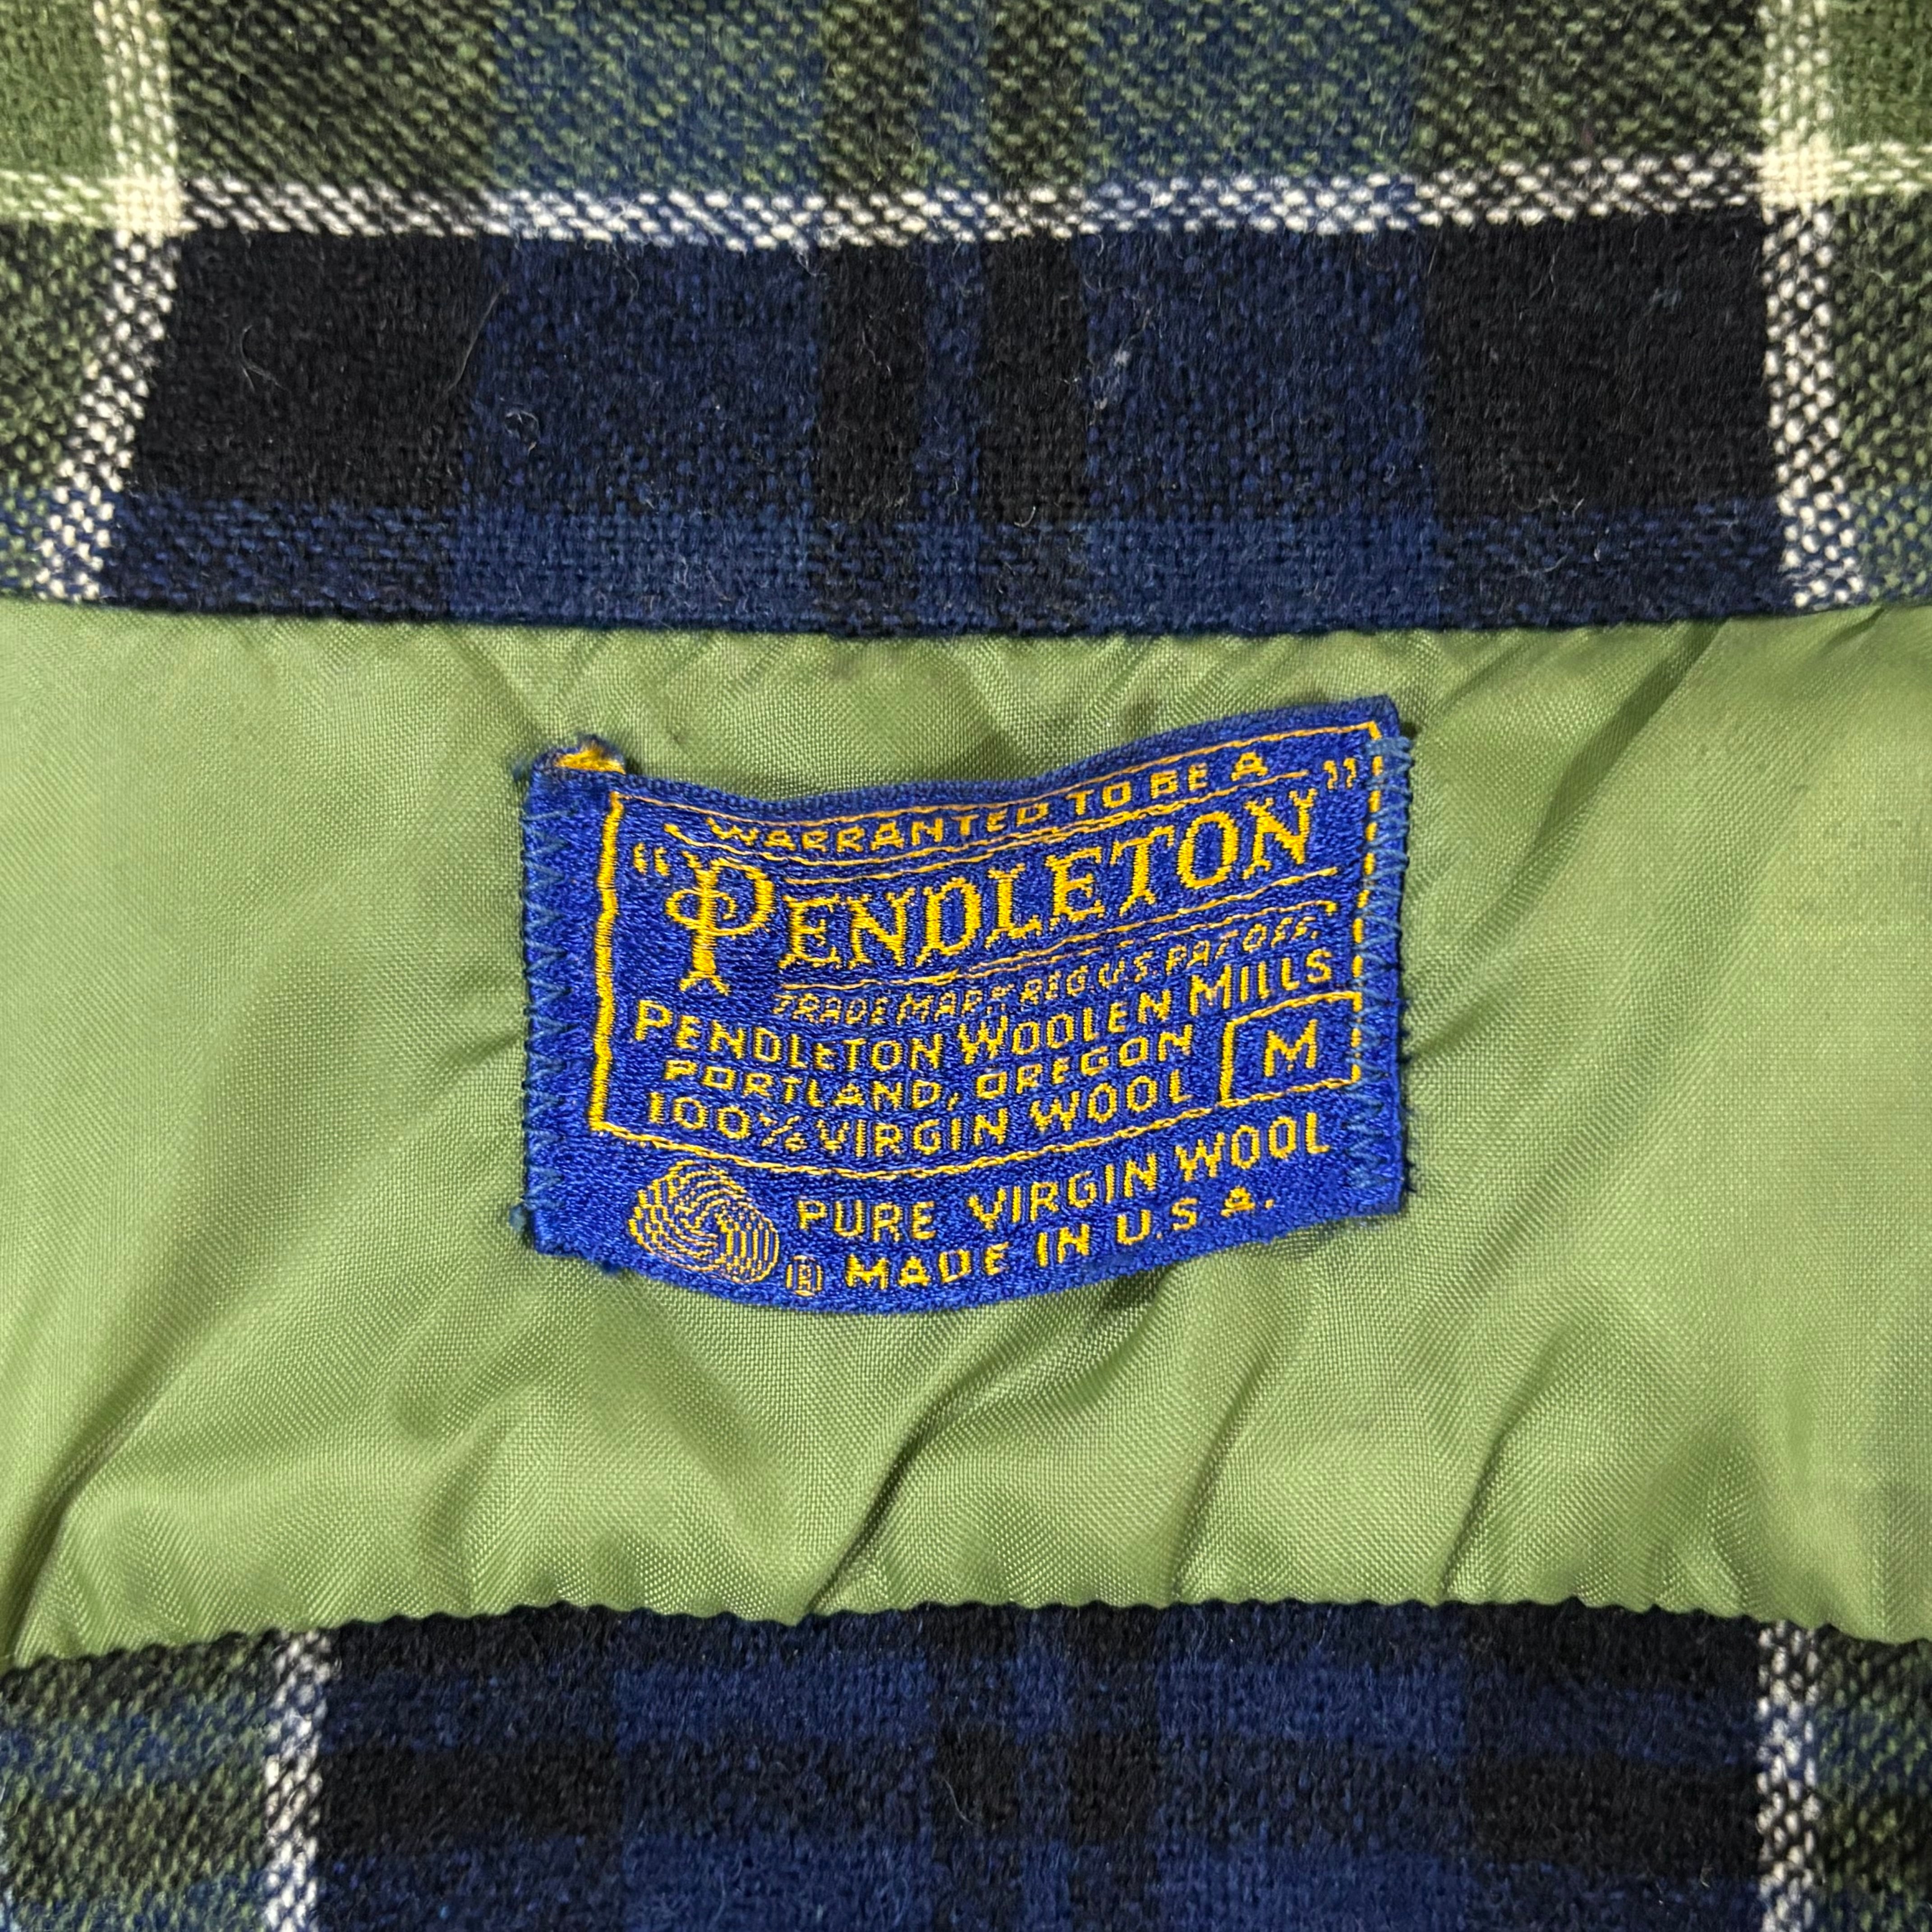 WARRANTED TO BE A
"PENDLETON"
TRADE MARK REG U.S. PAT OFF.
PENDLETON WOOLEN MILLS
PORTLAND, OREGON
100% VIRGIN WOOL
M
PURE VIRGIN WOOL
® MADE IN U.S.A.